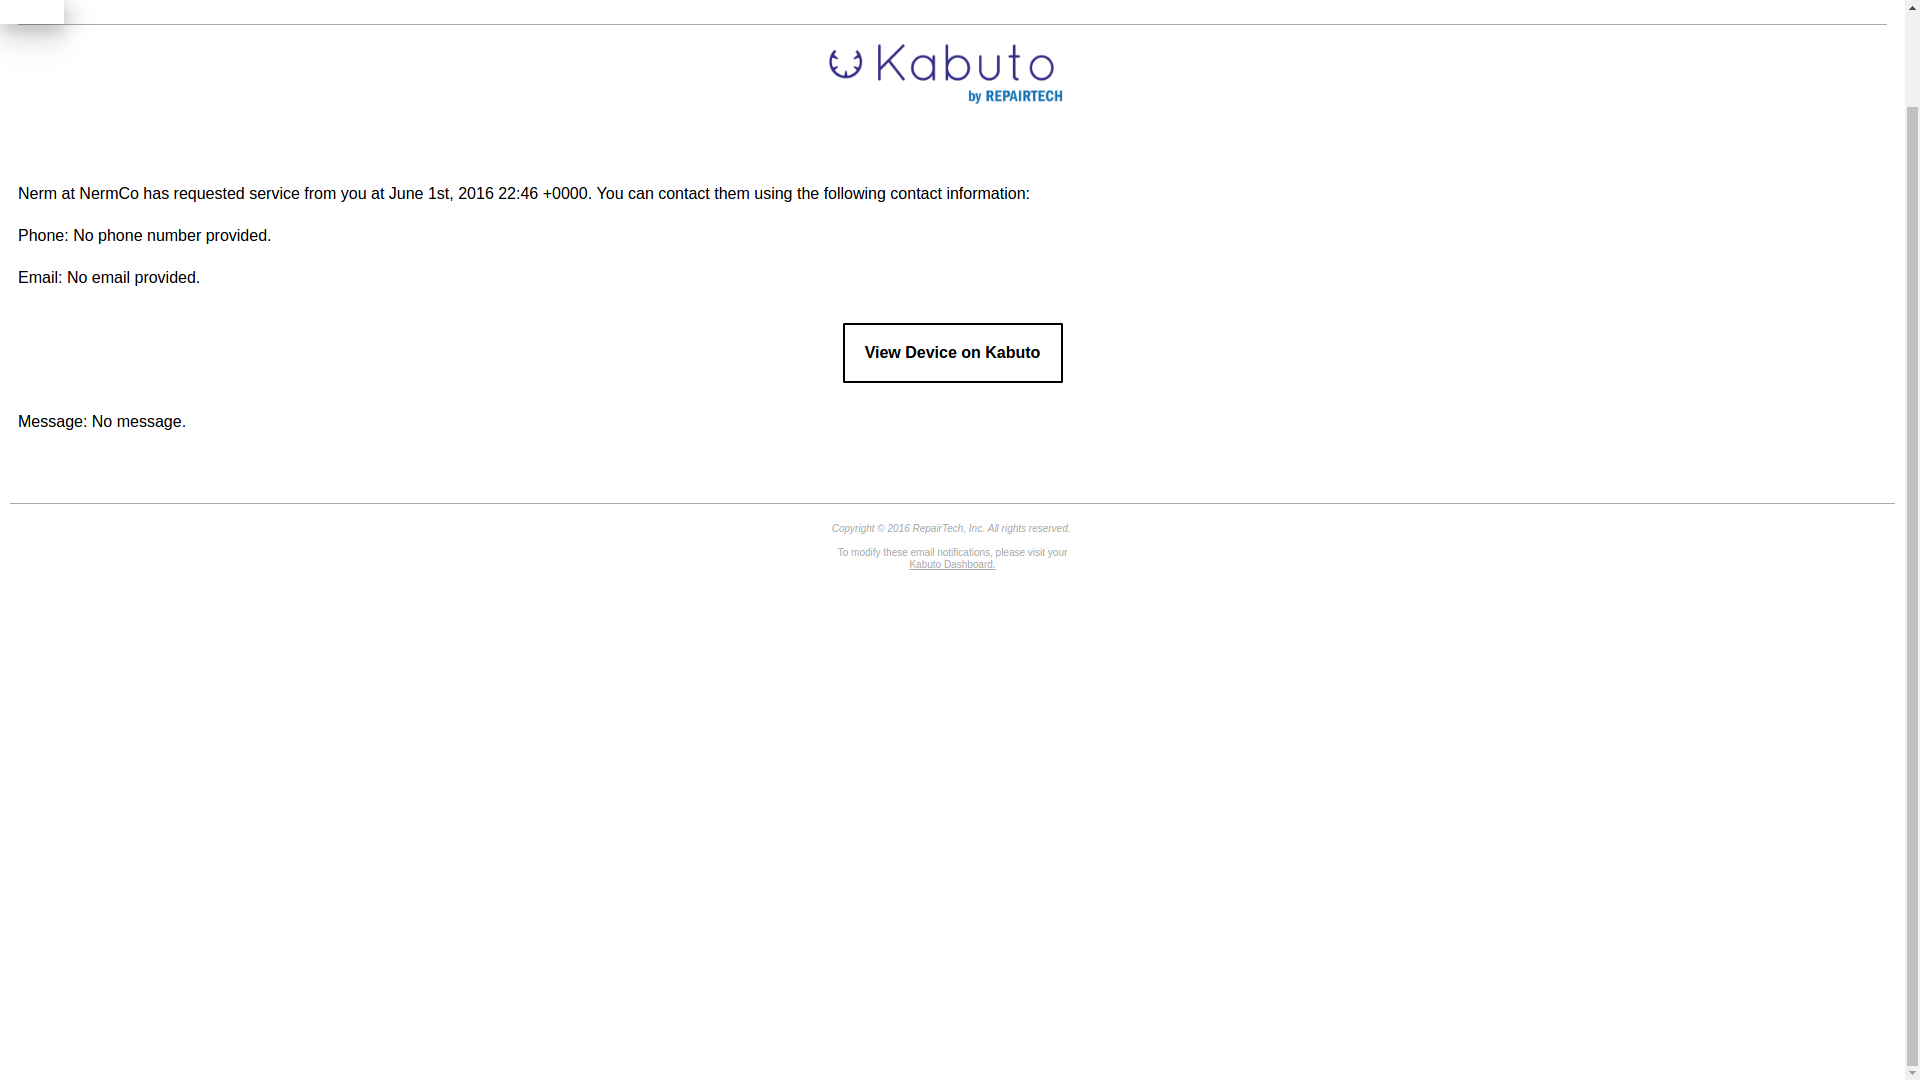 Kabuto
by REPAIRTECH
Nerm at NermCo has requested service from you at June 1st, 2016 22:46 +0000. You can contact them using the following contact information:
Phone: No phone number provided.
Email: No email provided.
View Device on Kabuto
Message: No message.
Copyright © 2016 RepairTech, Inc. All rights reserved.
To modify these email notifications, please visit your
Kabuto Dashboard.